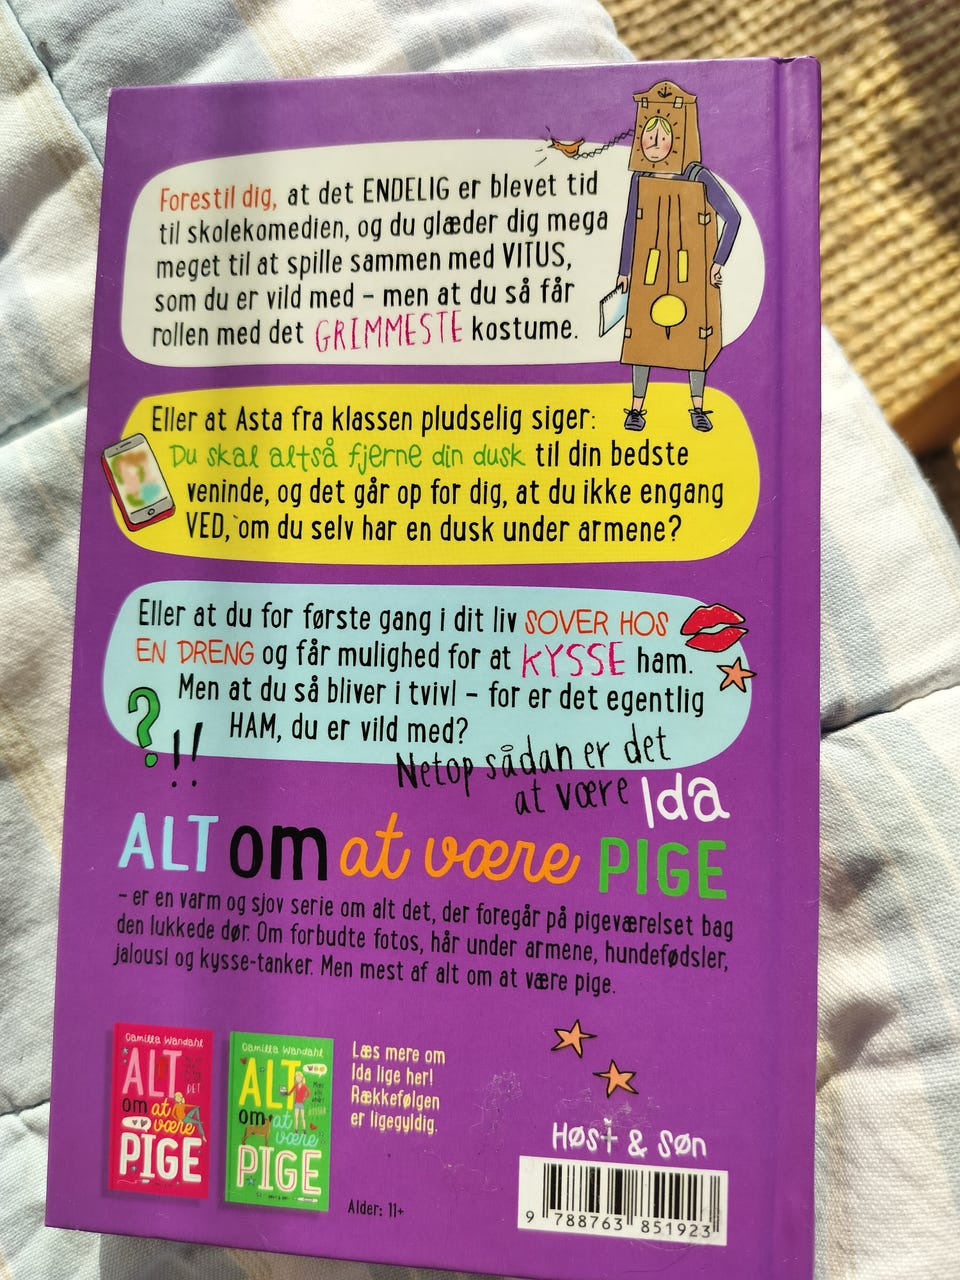 Forestil dig, at det ENDELIG er blevet tid
til skolekomedien, og du glæder dig mega
meget til at spille sammen med VITUS,
som du er vild med – men at du så får
rollen med det GRIMMESTE kostume.
Eller at Asta fra klassen pludselig siger:
Du skal altså fjerne din dusk til din bedste
veninde, og det går op for dig, at du ikke engang
VED, om du selv har en dusk under armene?
Eller at du for første gang i dit liv SOVER HOS
EN DRENG og får mulighed for at KYSSE ham.
Men at du så bliver i tvivl – for er det egentlig
HAM, du er vild med?
?!!
Netop sådan er det
at være Ida
ALT om at være PIGE
– er en varm og sjov serie om alt det, der foregår på pigeværelset bag
den lukkede dør. Om forbudte fotos, hår under armene, hundefødsler,
jalousi og kysse-tanker. Men mest af alt om at være pige.
Camilla Wandahl
ALT
om at
være
PIGE
Camilla Wandahl
ALT
om at
være
PIGE
Læs mere om
Ida lige her!
Rækkefølgen
er ligegyldig.
Alder: 11+
Høst & Søn
9 788763 851923